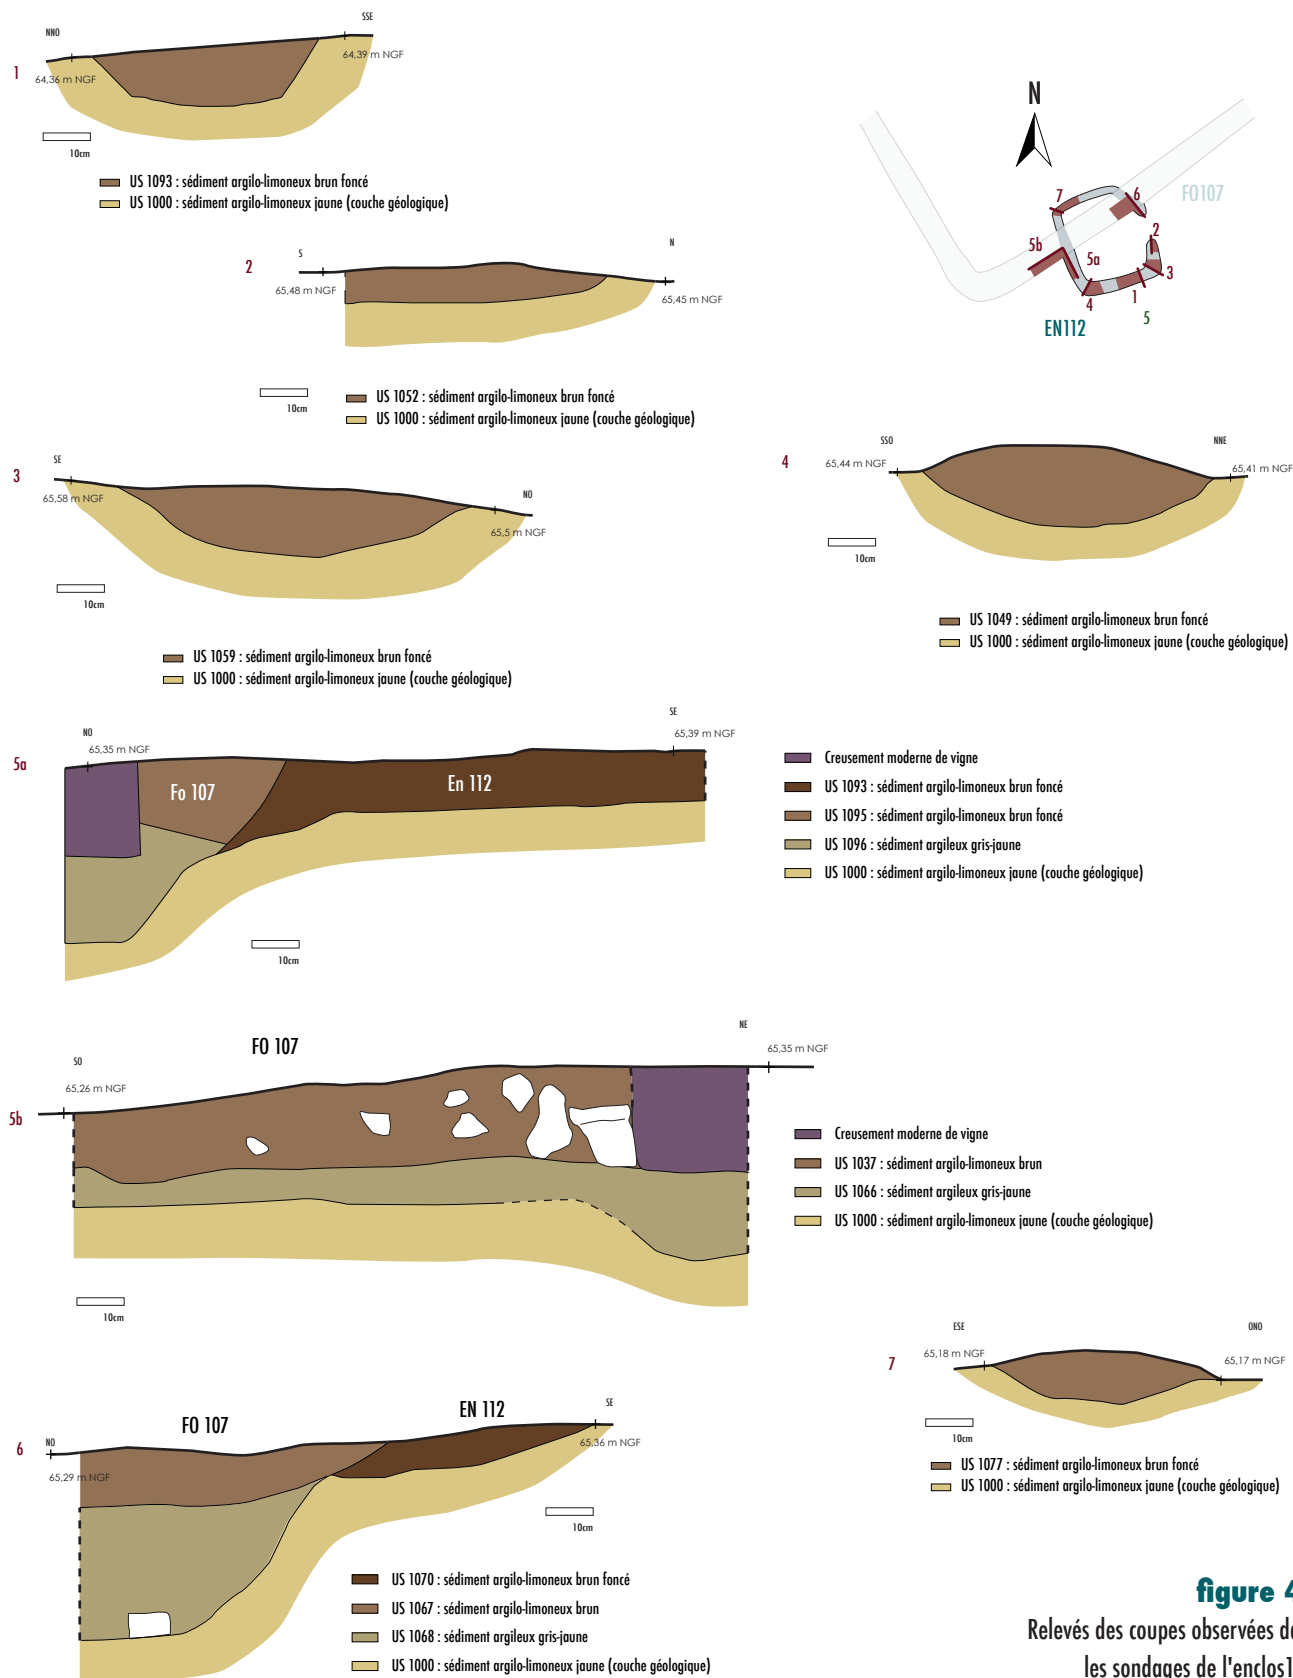 NNO
SSE
1
64,36 m NGF
64,39 m NGF
10cm
US 1093 : sédiment argilo-limoneux brun foncé
US 1000 : sédiment argilo-limoneux jaune (couche géologique)
N
FO107
7
6
2
5b
5a
3
4
1
5
EN112
2
S
N
65,48 m NGF
65,45 m NGF
10cm
US 1052 : sédiment argilo-limoneux brun foncé
US 1000 : sédiment argilo-limoneux jaune (couche géologique)
3
SE
NO
65,58 m NGF
65,5 m NGF
10cm
US 1059 : sédiment argilo-limoneux brun foncé
US 1000 : sédiment argilo-limoneux jaune (couche géologique)
4
SSO
NNE
65,44 m NGF
65,41 m NGF
10cm
US 1049 : sédiment argilo-limoneux brun foncé
US 1000 : sédiment argilo-limoneux jaune (couche géologique)
5a
NO
SE
65,35 m NGF
65,39 m NGF
Fo 107
En 112
10cm
Creusement moderne de vigne
US 1093 : sédiment argilo-limoneux brun foncé
US 1095 : sédiment argilo-limoneux brun foncé
US 1096 : sédiment argileux gris-jaune
US 1000 : sédiment argilo-limoneux jaune (couche géologique)
5b
FO 107
SO
NE
65,26 m NGF
65,35 m NGF
10cm
Creusement moderne de vigne
US 1037 : sédiment argilo-limoneux brun
US 1066 : sédiment argileux gris-jaune
US 1000 : sédiment argilo-limoneux jaune (couche géologique)
7
ESE
ONO
65,18 m NGF
65,17 m NGF
10cm
US 1077 : sédiment argilo-limoneux brun foncé
US 1000 : sédiment argilo-limoneux jaune (couche géologique)
6
FO 107
EN 112
NO
SE
65,29 m NGF
65,36 m NGF
10cm
US 1070 : sédiment argilo-limoneux brun foncé
US 1067 : sédiment argilo-limoneux brun
US 1068 : sédiment argileux gris-jaune
US 1000 : sédiment argilo-limoneux jaune (couche géologique)
figure 4
Relevés des coupes observées
les sondages de l'enclos1